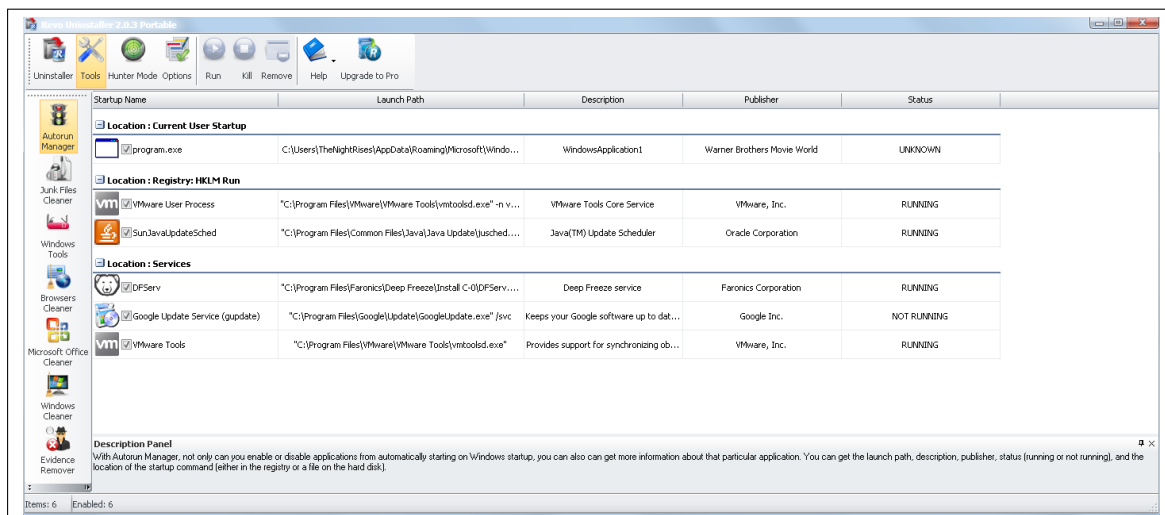 Revo Uninstaller 2.0.3 Portable
Uninstaller Tools Hunter Mode Options Run Kill Remove Help Upgrade to Pro
Startup Name Launch Path Description Publisher Status
Autorun
Manager
Junk Files
Cleaner
Windows
Tools
Browsers
Cleaner
Microsoft Office
Cleaner
Windows
Cleaner
Evidence
Remover
Location : Current User Startup
program.exe C:\Users\TheNightRises\AppData\Roaming\Microsoft\Windo... WindowsApplication1 Warner Brothers Movie World UNKNOWN
Location : Registry: HKLM Run
vm VMware User Process "C:\Program Files\VMware\VMware Tools\vmtoolsd.exe" -n v... VMware Tools Core Service VMware, Inc. RUNNING
SunJavaUpdateSched "C:\Program Files\Common Files\Java\Java Update\jusched.... Java(TM) Update Scheduler Oracle Corporation RUNNING
Location : Services
DFServ "C:\Program Files\Faronics\Deep Freeze\Install C-0\DFServ.... Deep Freeze service Faronics Corporation RUNNING
Google Update Service (gupdate) "C:\Program Files\Google\Update\GoogleUpdate.exe" /svc Keeps your Google software up to dat... Google Inc. NOT RUNNING
vm VMware Tools "C:\Program Files\VMware\VMware Tools\vmtoolsd.exe" Provides support for synchronizing ob... VMware, Inc. RUNNING
Description Panel
With Autorun Manager, not only can you enable or disable applications from automatically starting on Windows startup, you can also can get more information about that particular application. You can get the launch path, description, publisher, status (running or not running), and the
location of the startup command (either in the registry or a file on the hard disk).
Items: 6 Enabled: 6